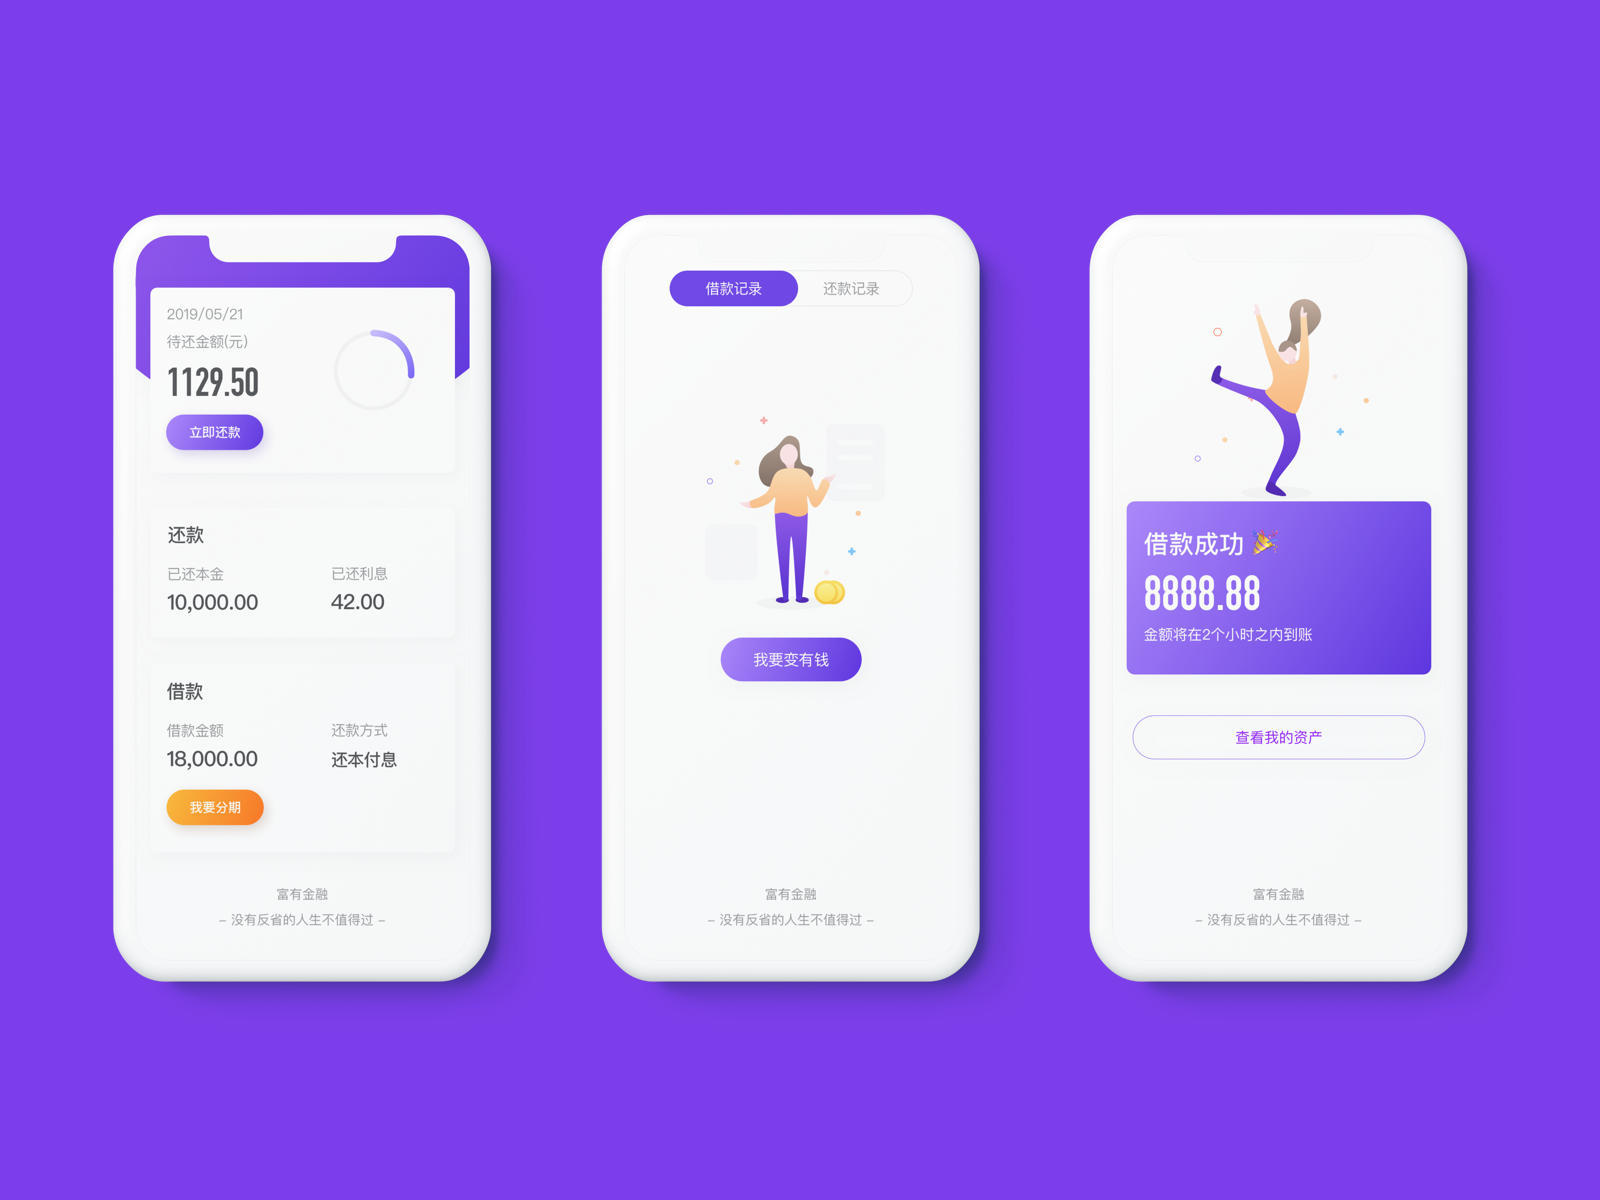 2019/05/21
待还金额(元)
1129.50
立即还款
还款
已还本金 已还利息
10,000.00 42.00
借款
借款金额 还款方式
18,000.00 还本付息
我要分期
富有金融
– 没有反省的人生不值得过 –
借款记录 还款记录
我要变有钱
富有金融
– 没有反省的人生不值得过 –
借款成功 🎉
8888.88
金额将在2个小时之内到账
查看我的资产
富有金融
– 没有反省的人生不值得过 –